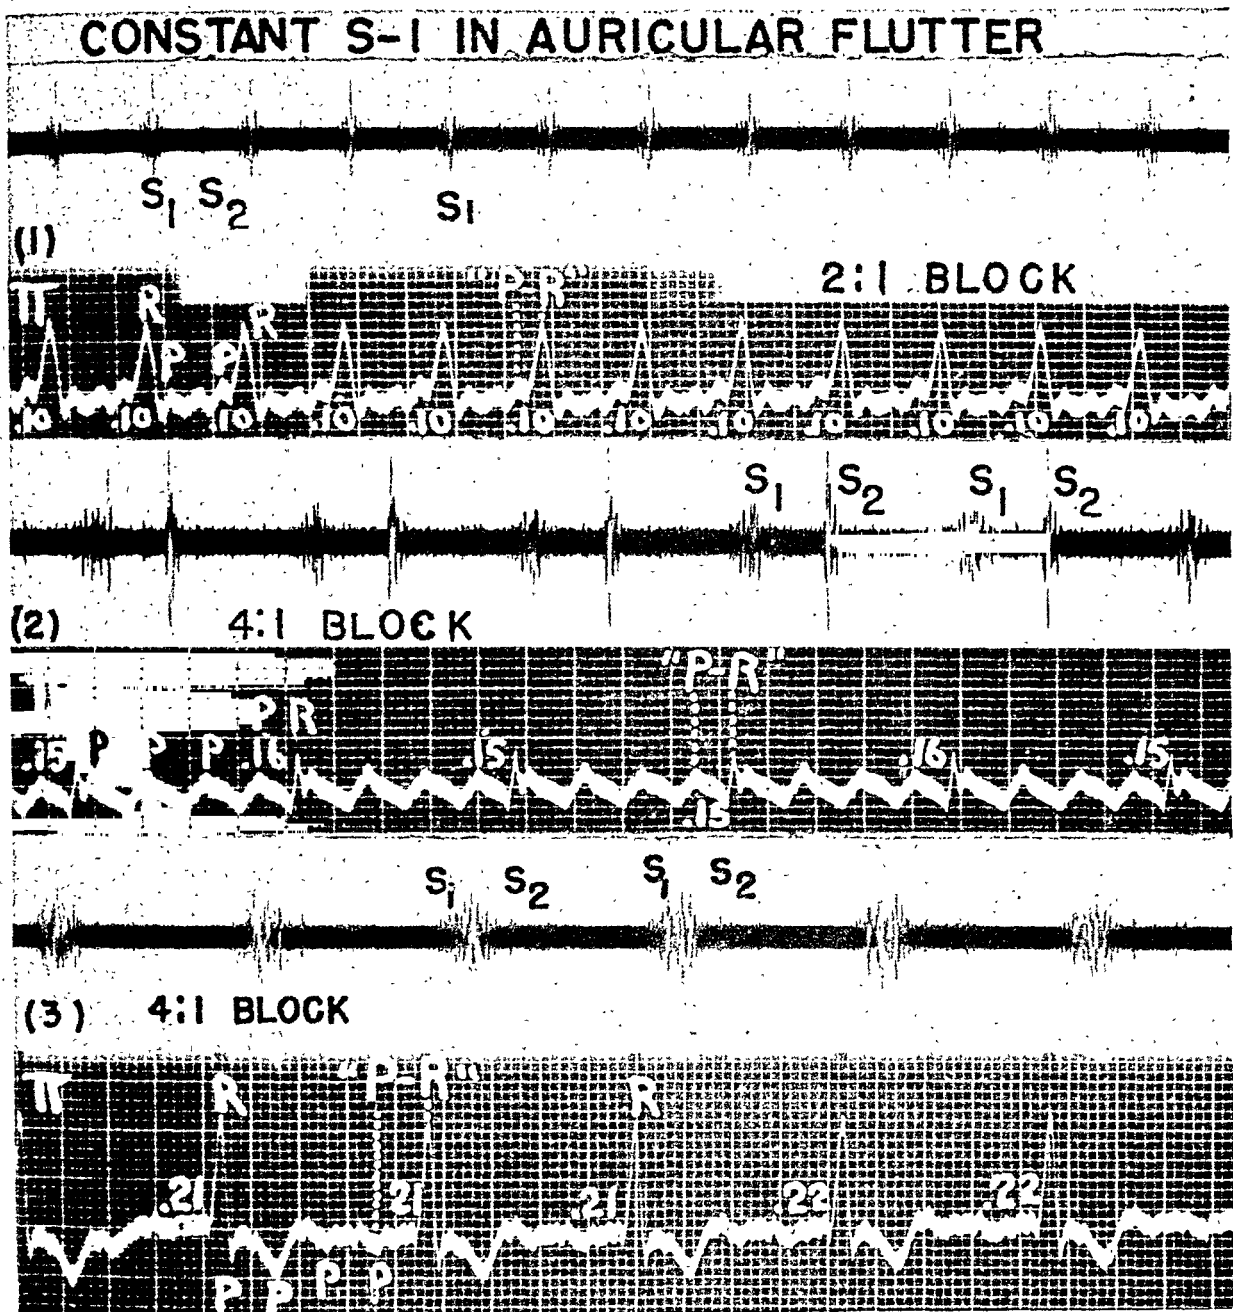 CONSTANT S-1 IN AURICULAR FLUTTER
S1 S2 S1
(1)
II R R "P R" 2:1 BLOCK
P P
.10 .10 .10 .10 .10 .10 .10 .10 .10 .10 .10 .10
S1 S2 S1 S2
(2) 4:1 BLOCK
"P-R"
P R
.15 P P P .16 .15 .16 .15
.15
S1 S2 S1 S2
(3) 4:1 BLOCK
II R "P-R" R
.21 .21 .21 .22 .22
P P P P